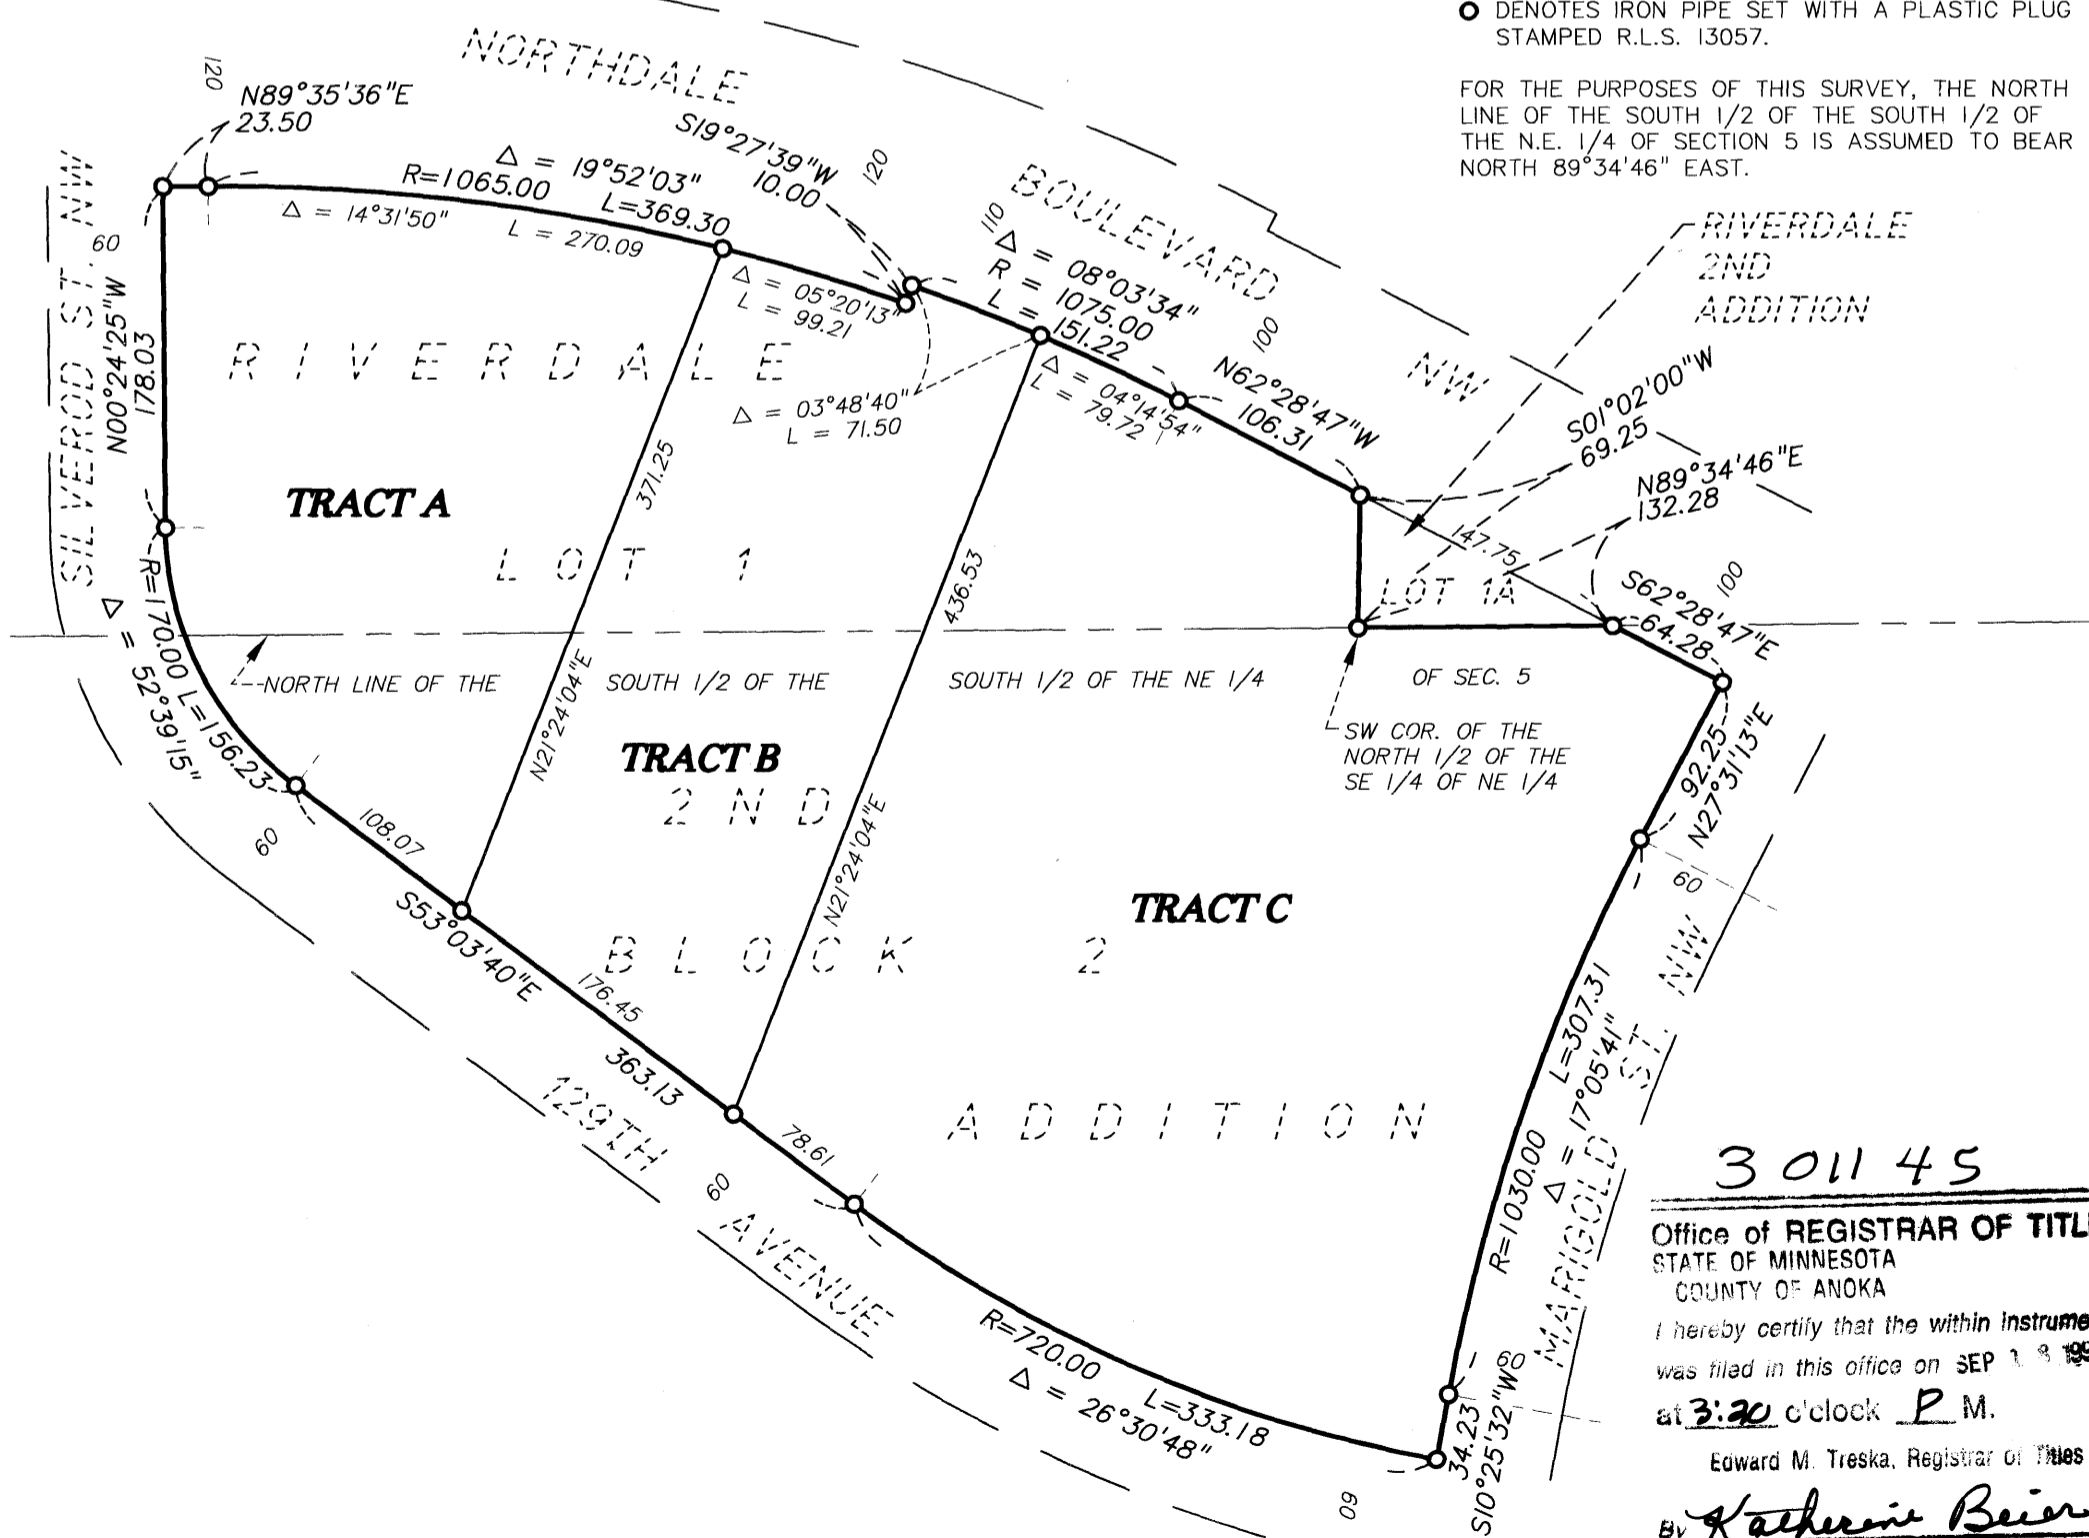 O DENOTES IRON PIPE SET WITH A PLASTIC PLUG
STAMPED R.L.S. 13057.
FOR THE PURPOSES OF THIS SURVEY, THE NORTH
LINE OF THE SOUTH 1/2 OF THE SOUTH 1/2 OF
THE N.E. 1/4 OF SECTION 5 IS ASSUMED TO BEAR
NORTH 89°34'46" EAST.
NORTHDALE
BOULEVARD
NW
120
N89°35'36"E
23.50
Δ = 19°52'03"
R=1065.00
L=369.30
Δ = 14°31'50"
L = 270.09
S19°27'39"W
10.00
120
110
Δ = 08°03'34"
R = 1075.00
L = 151.22
Δ = 05°20'13"
L = 99.21
Δ = 03°48'40"
L = 71.50
Δ = 04°14'54"
L = 79.72
100
N62°28'47"W
106.31
RIVERDALE
2ND
ADDITION
S01°02'00"W
69.25
N89°34'46"E
132.28
147.75
LOT 1A
100
S62°28'47"E
64.28
SILVEROD ST. NW
60
N00°24'25"W
178.03
RIVERDALE
TRACT A
371.25
LOT 1
436.53
R=170.00 L=156.23
Δ = 52°39'15"
NORTH LINE OF THE
SOUTH 1/2 OF THE
SOUTH 1/2 OF THE NE 1/4
OF SEC. 5
SW COR. OF THE
NORTH 1/2 OF THE
SE 1/4 OF NE 1/4
N21°24'04"E
TRACT B
2ND
N21°24'04"E
92.25
N27°31'13"E
60
60
108.07
S53°03'40"E
TRACT C
BLOCK 2
176.45
363.13
129TH
60
AVENUE
78.61
ADDITION
R=1030.00 L=307.31
Δ = 17°05'41"
MARIGOLD ST. NW
R=720.00 L=333.18
Δ = 26°30'48"
60
34.23
S10°25'32"W
60
301145
Office of REGISTRAR OF TITL
STATE OF MINNESOTA
COUNTY OF ANOKA
I hereby certify that the within instrume
was filed in this office on SEP
at 3:20 o'clock P M.
Edward M. Treska, Registrar of Titles
By Katherine Beier